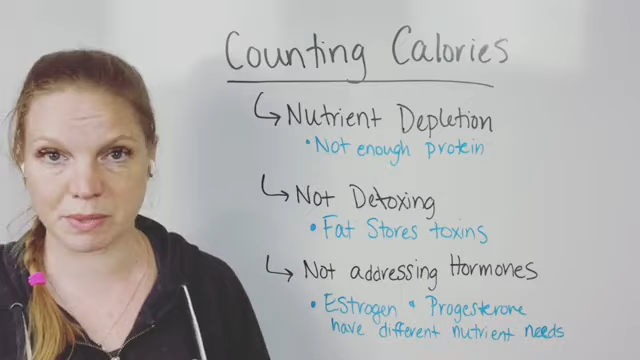 Counting Calories
↳ Nutrient Depletion
• Not enough protein
↳ Not Detoxing
• Fat Stores toxins
↳ Not addressing Hormones
• Estrogen • Progesterone
have different nutrient needs